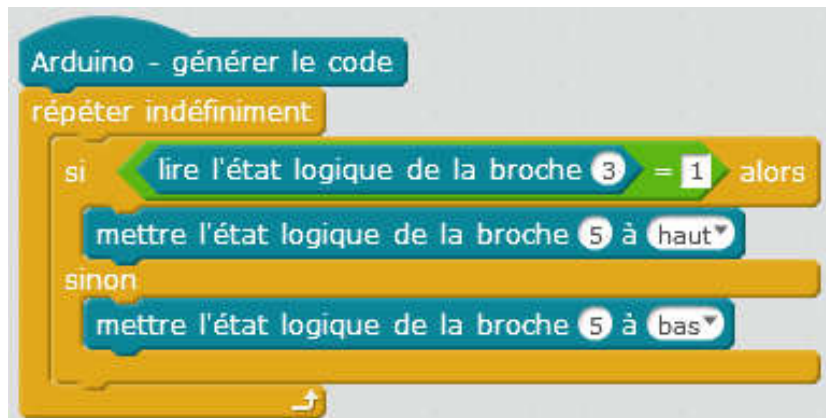 Arduino - générer le code
répéter indéfiniment
si lire l'état logique de la broche 3 = 1 alors
mettre l'état logique de la broche 5 à haut
sinon
mettre l'état logique de la broche 5 à bas